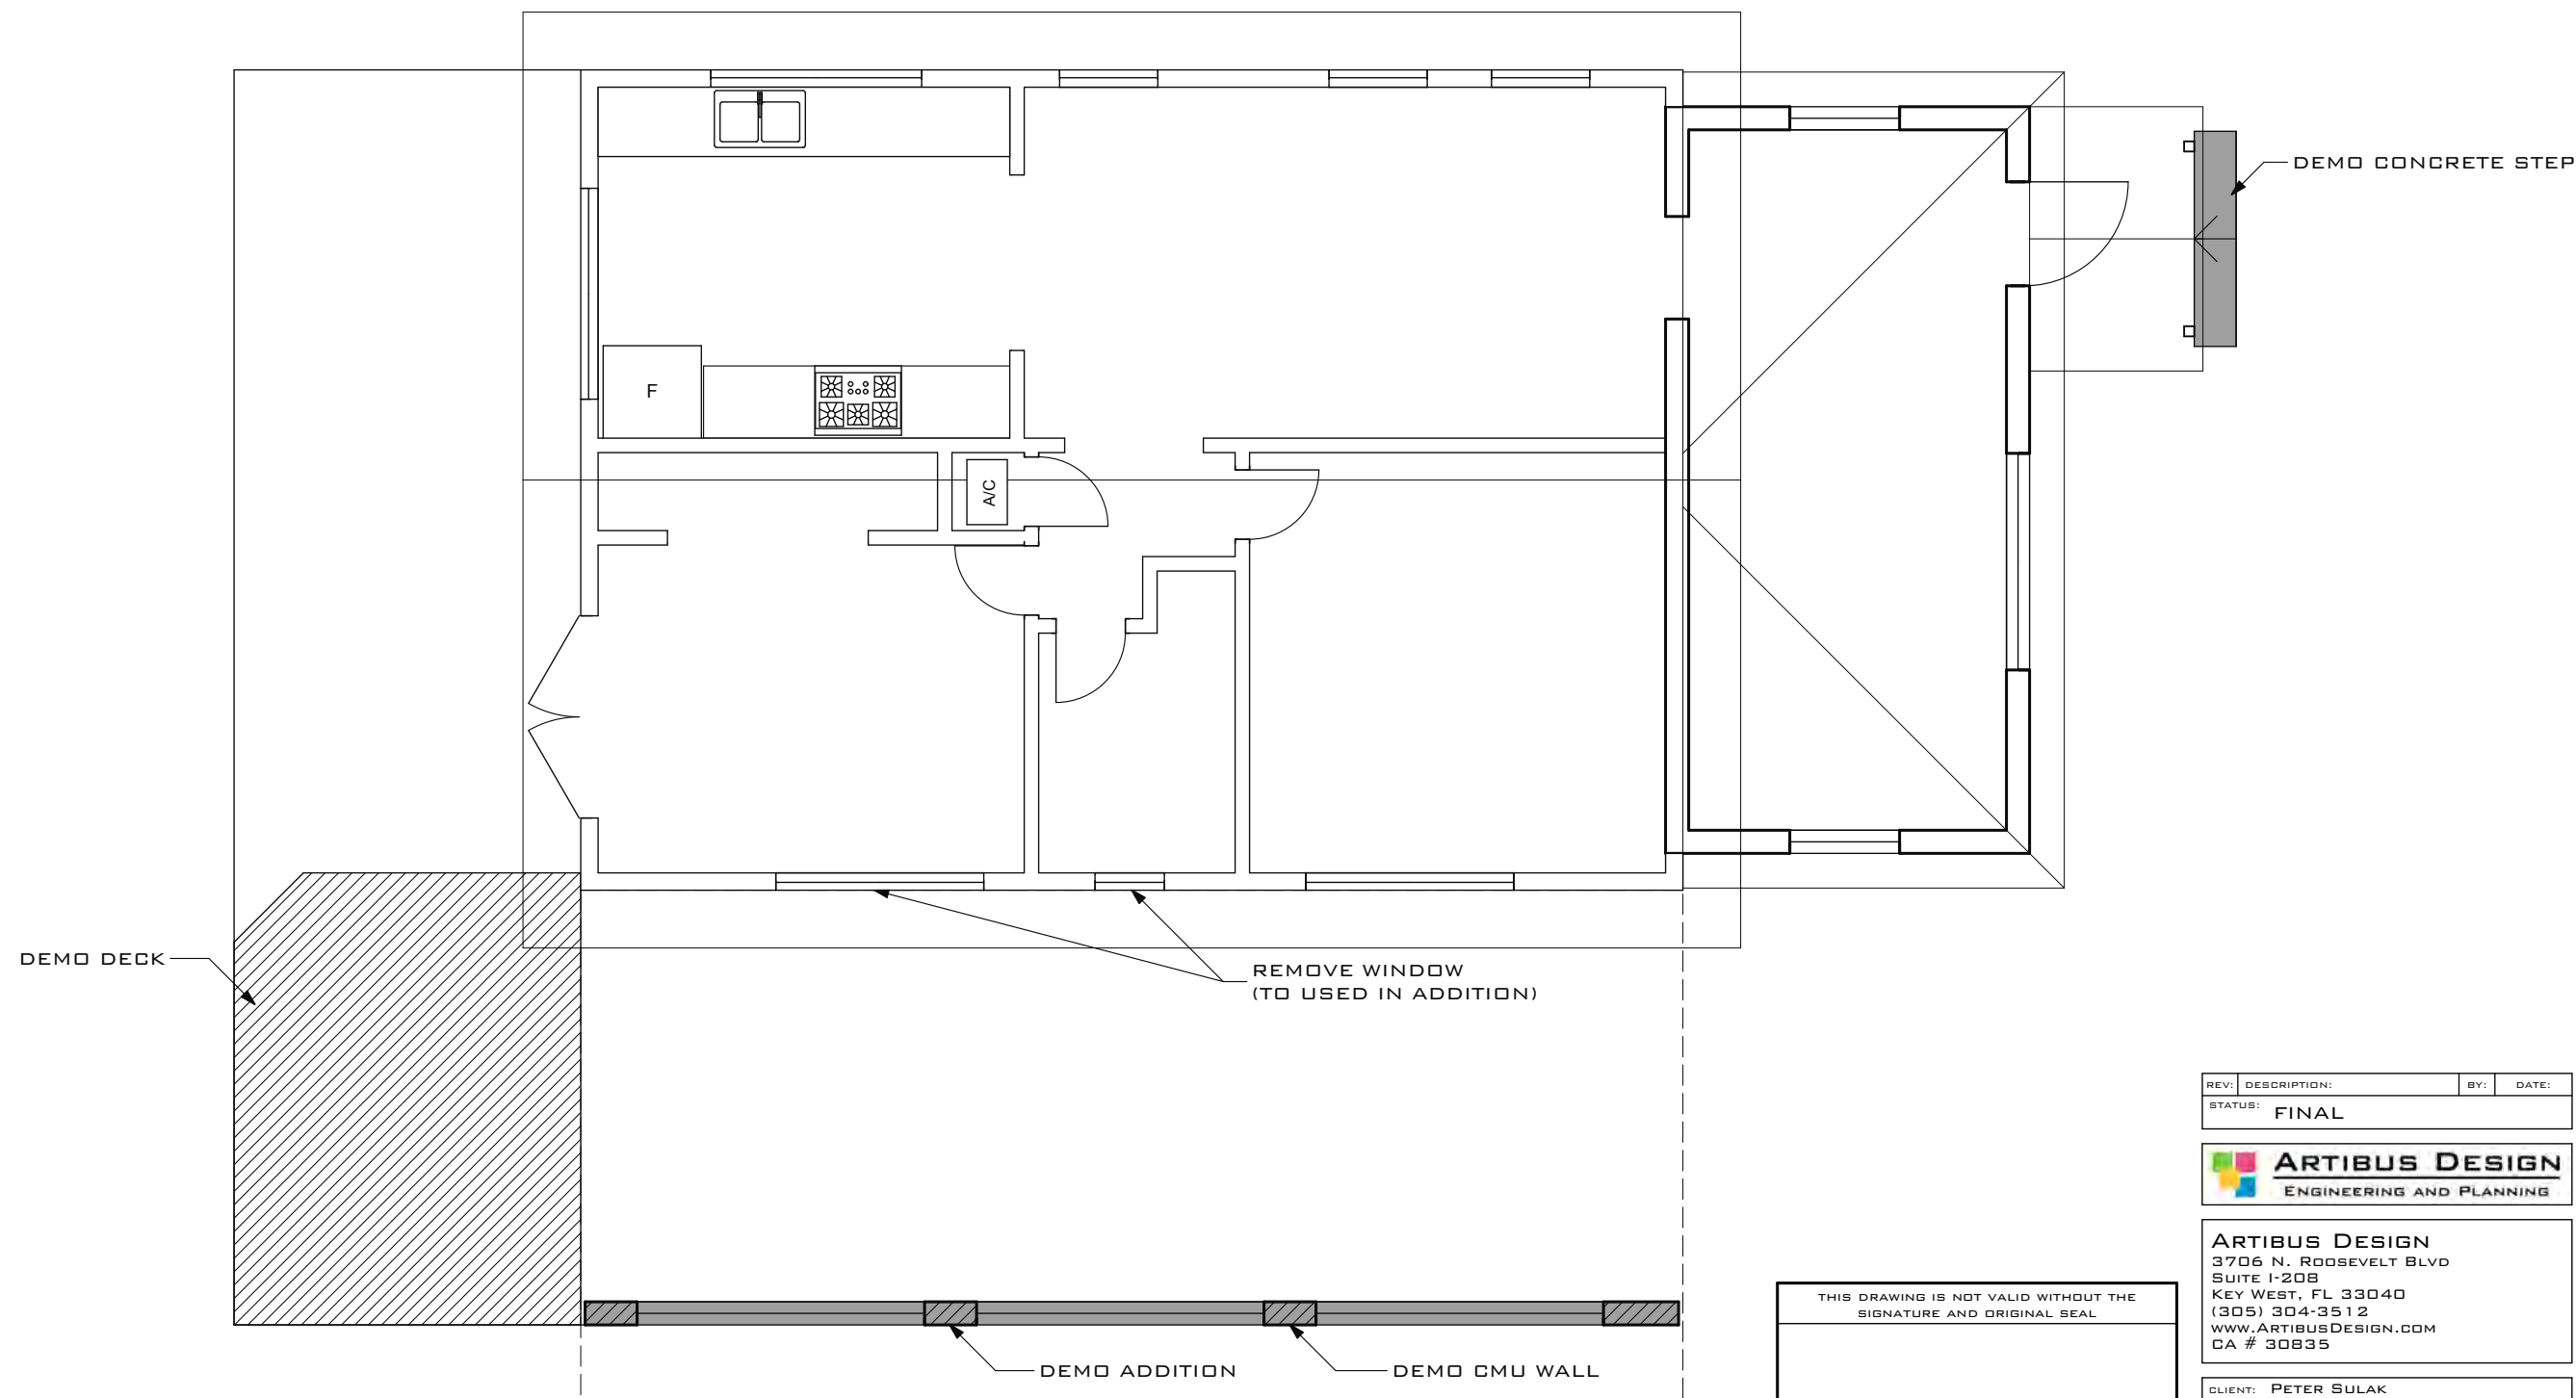 DEMO CONCRETE STEP
F
A/C
DEMO DECK
REMOVE WINDOW
(TO USED IN ADDITION)
DEMO ADDITION
DEMO CMU WALL
THIS DRAWING IS NOT VALID WITHOUT THE
SIGNATURE AND ORIGINAL SEAL
REV: DESCRIPTION: BY: DATE:
STATUS: FINAL
ARTIBUS DESIGN
ENGINEERING AND PLANNING
ARTIBUS DESIGN
3706 N. ROOSEVELT BLVD
SUITE I-208
KEY WEST, FL 33040
(305) 304-3512
WWW.ARTIBUSDESIGN.COM
CA # 30835
CLIENT: PETER SULAK